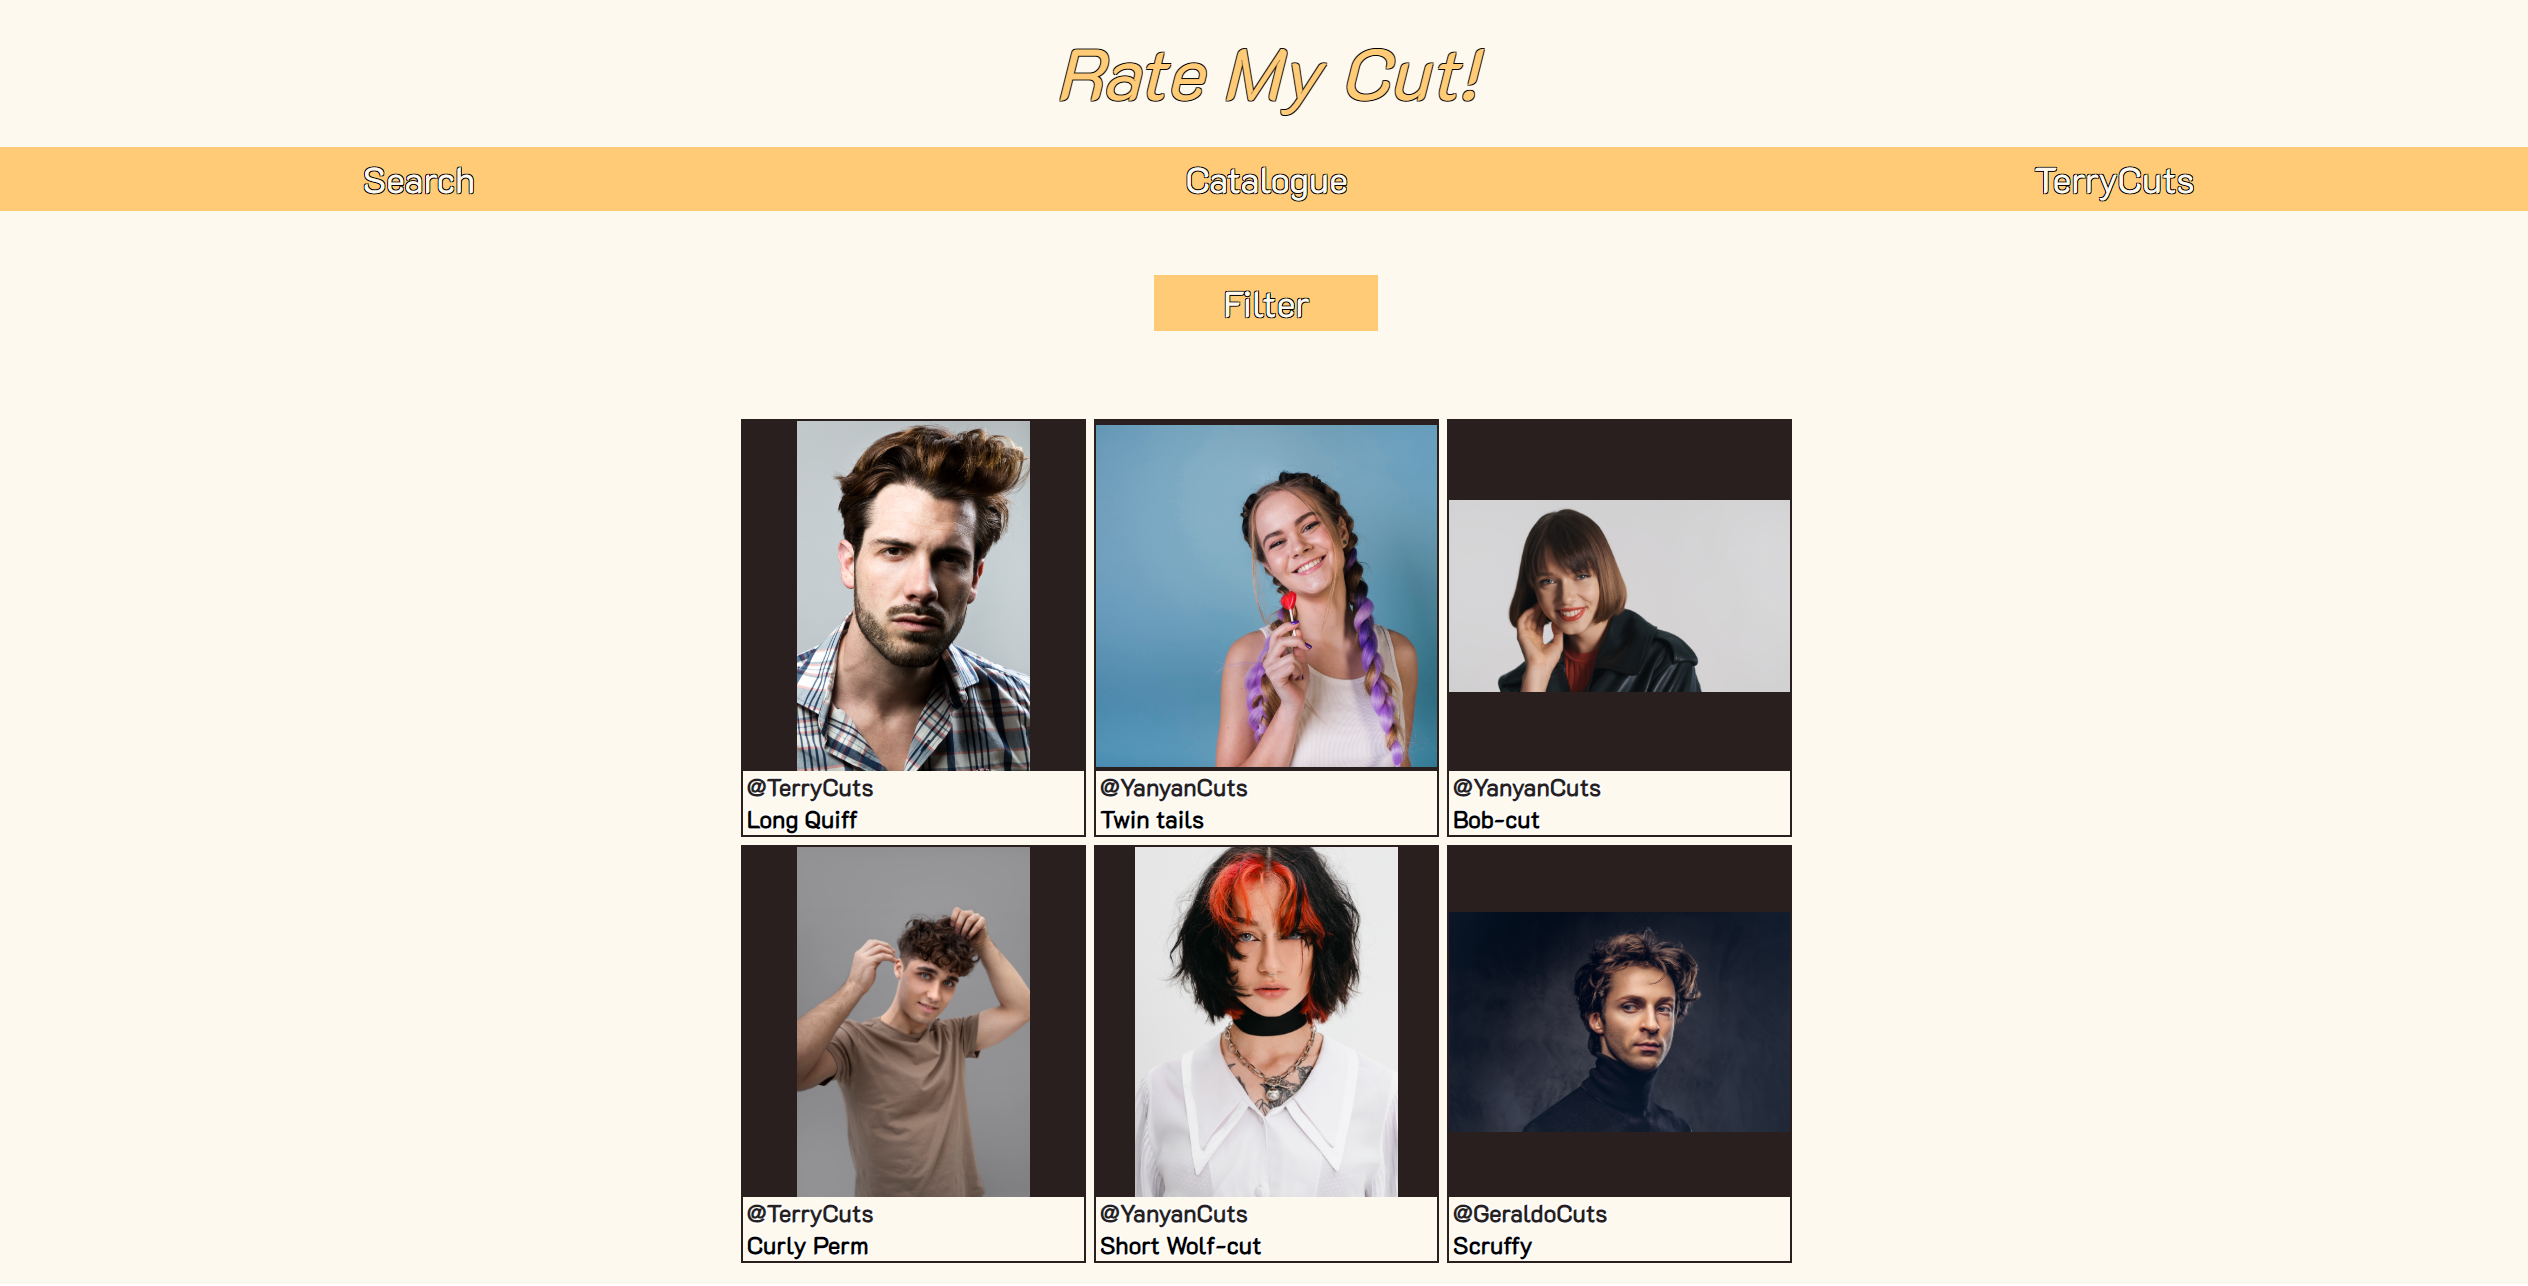 Rate My Cut!
Search Catalogue TerryCuts
Filter
@TerryCuts
Long Quiff
@YanyanCuts
Twin tails
@YanyanCuts
Bob-cut
@TerryCuts
Curly Perm
@YanyanCuts
Short Wolf-cut
@GeraldoCuts
Scruffy